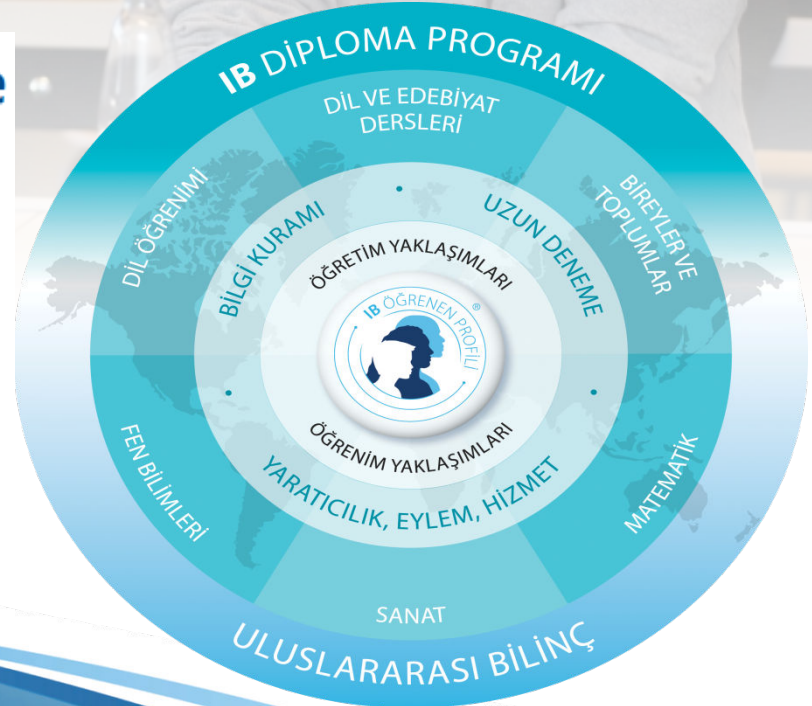 e
IB DİPLOMA PROGRAMI
DİL VE EDEBİYAT
DERSLERİ
DİL ÖĞRENİMİ
BİREYLER VE
TOPLUMLAR
BİLGİ KURAMI
UZUN DENEME
ÖĞRETİM YAKLAŞIMLARI
IB ÖĞRENEN PROFİLİ ®
ÖĞRENİM YAKLAŞIMLARI
YARATICILIK, EYLEM, HİZMET
FEN BİLİMLERİ
MATEMATİK
SANAT
ULUSLARARASI BİLİNÇ